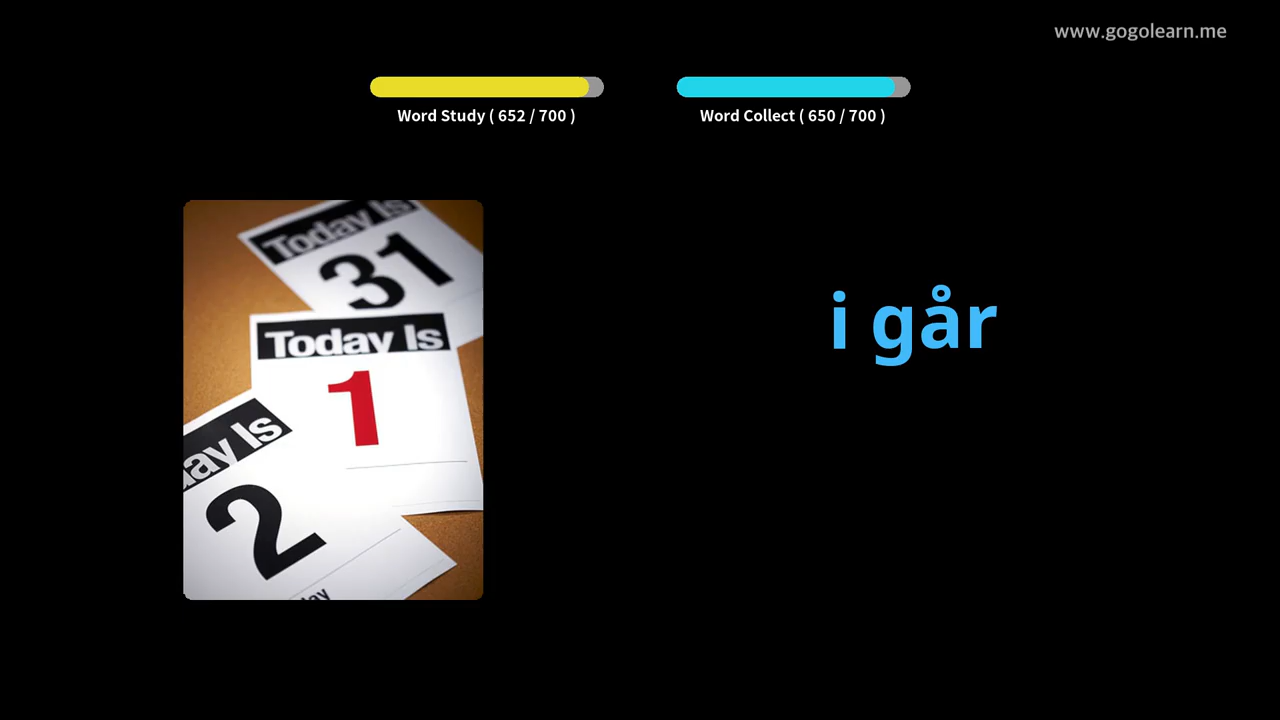 www.gogolearn.me
Word Study ( 652 / 700 )
Word Collect ( 650 / 700 )
Today Is
31
Today Is
1
i går
ay Is
2
ay